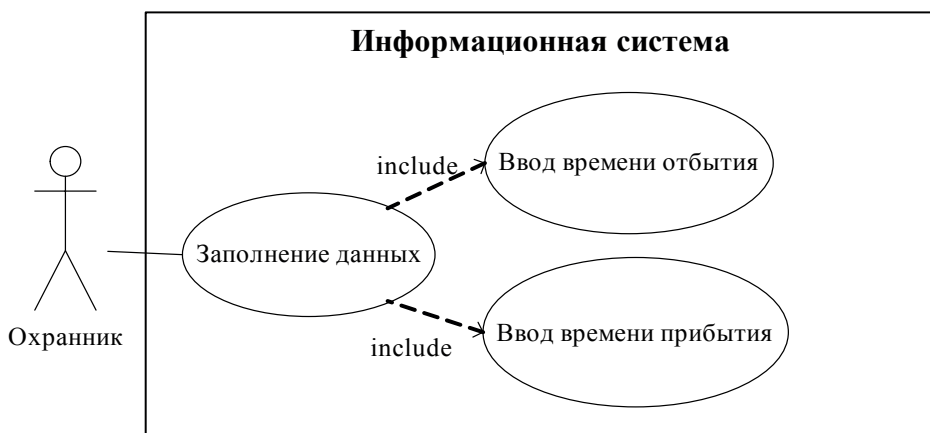 Информационная система
include
Ввод времени отбытия
Заполнение данных
Охранник
include
Ввод времени прибытия